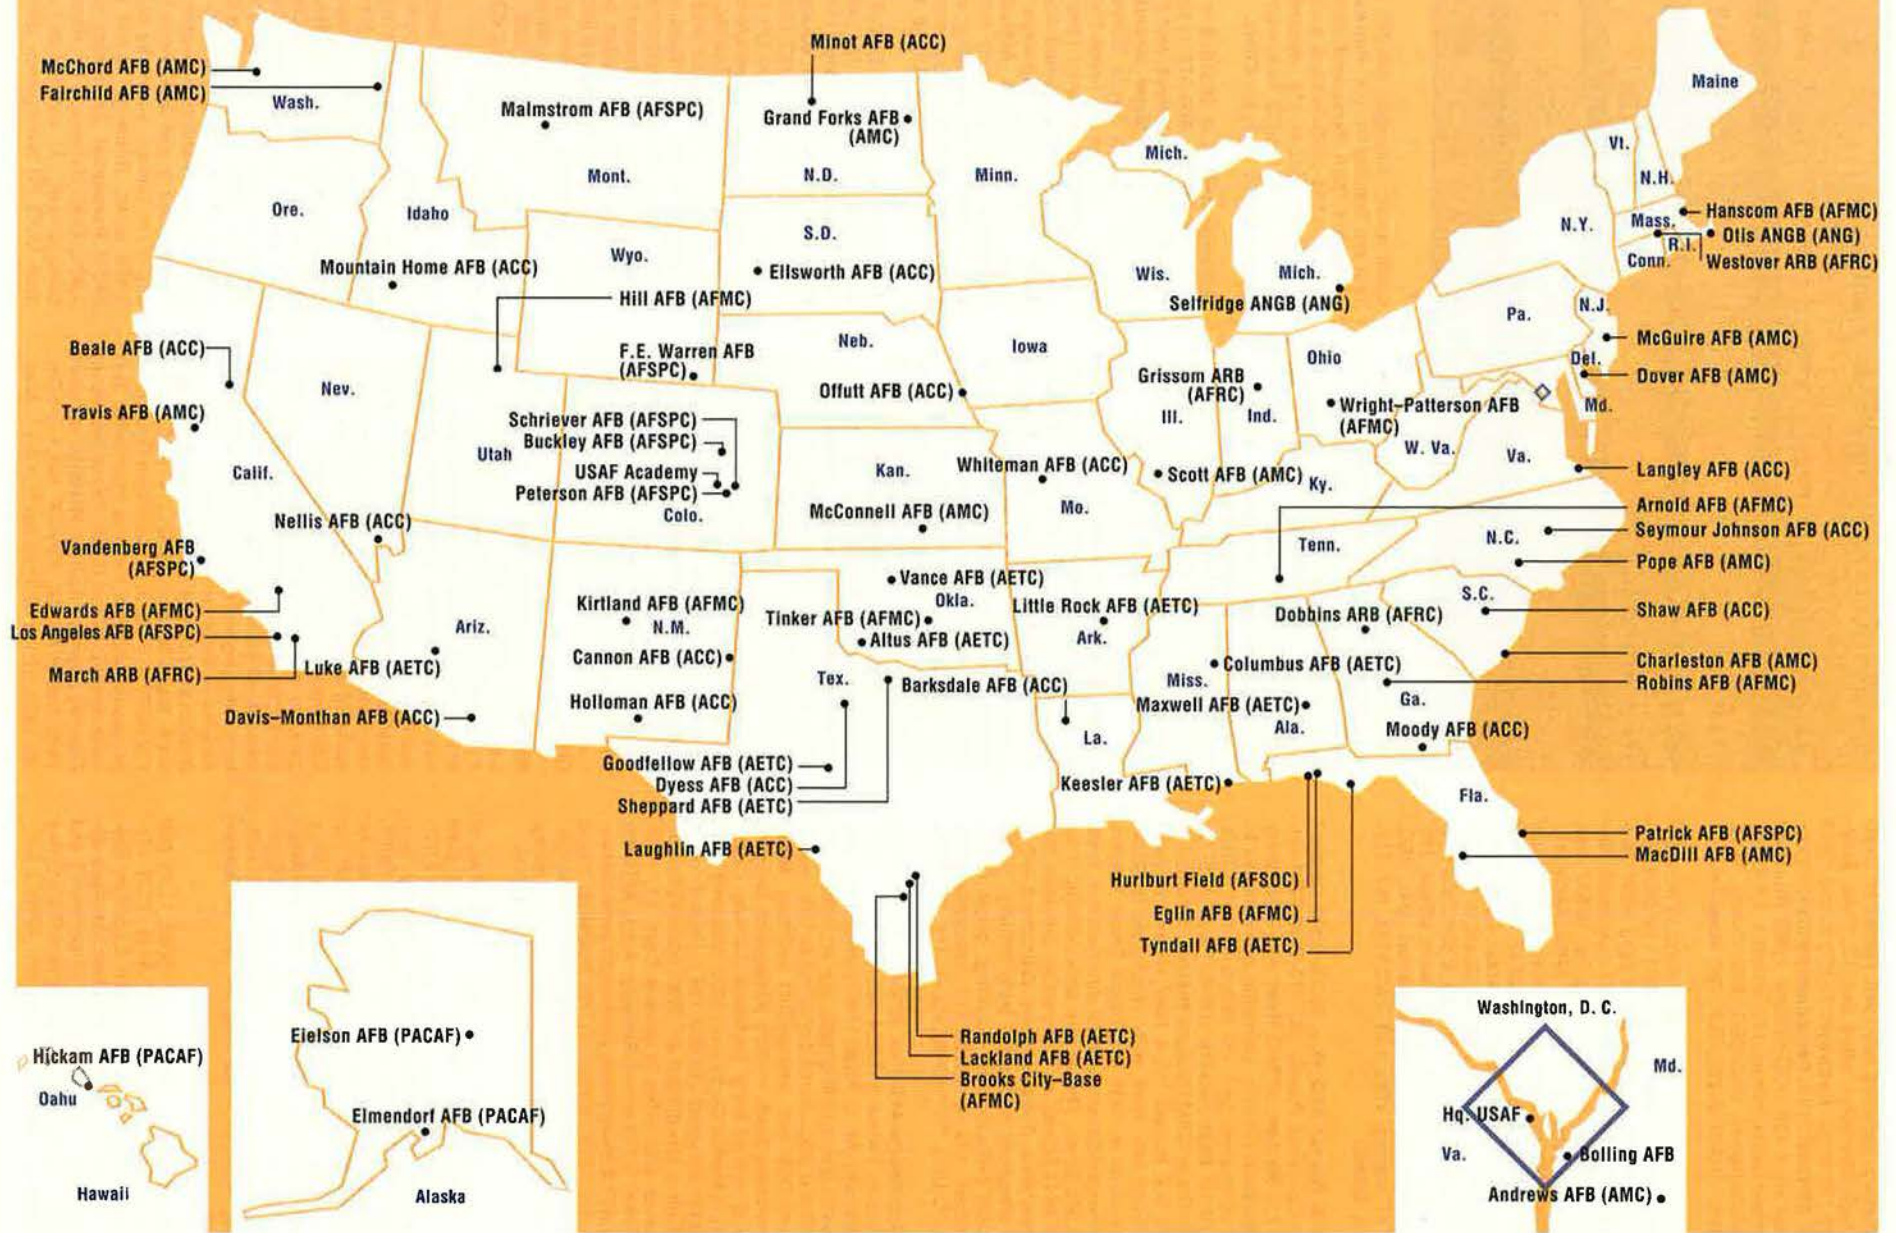 Minot AFB (ACC)
McChord AFB (AMC)
Fairchild AFB (AMC)
Wash.
Malmstrom AFB (AFSPC)
Grand Forks AFB
(AMC)
Maine
Mont.
N.D.
Minn.
Mich.
Vt.
N.H.
Ore.
Idaho
S.D.
N.Y.
Mass.
Hanscom AFB (AFMC)
Otis ANGB (ANG)
R.I.
Conn.
Westover ARB (AFRC)
Wyo.
Mountain Home AFB (ACC)
Ellsworth AFB (ACC)
Wis.
Mich.
Selfridge ANGB (ANG)
Hill AFB (AFMC)
Pa.
N.J.
Beale AFB (ACC)
F.E. Warren AFB
(AFSPC)
Neb.
Iowa
Ohio
McGuire AFB (AMC)
Del.
Dover AFB (AMC)
Nev.
Offutt AFB (ACC)
Grissom ARB
(AFRC)
Ill.
Ind.
Wright-Patterson AFB
(AFMC)
Md.
Travis AFB (AMC)
Schriever AFB (AFSPC)
Buckley AFB (AFSPC)
Utah
USAF Academy
Peterson AFB (AFSPC)
Colo.
Calif.
Kan.
Whiteman AFB (ACC)
Mo.
Scott AFB (AMC)
Ky.
W. Va.
Va.
Langley AFB (ACC)
Arnold AFB (AFMC)
Seymour Johnson AFB (ACC)
McConnell AFB (AMC)
Nellis AFB (ACC)
Tenn.
N.C.
Pope AFB (AMC)
Vandenberg AFB
(AFSPC)
Vance AFB (AETC)
Okla.
Edwards AFB (AFMC)
Los Angeles AFB (AFSPC)
March ARB (AFRC)
Ariz.
Luke AFB (AETC)
Davis-Monthan AFB (ACC)
Kirtland AFB (AFMC)
N.M.
Cannon AFB (ACC)
Holloman AFB (ACC)
Tinker AFB (AFMC)
Altus AFB (AETC)
Tex.
Little Rock AFB (AETC)
Ark.
Barksdale AFB (ACC)
La.
Dobbins ARB (AFRC)
S.C.
Shaw AFB (ACC)
Columbus AFB (AETC)
Miss.
Maxwell AFB (AETC)
Ala.
Charleston AFB (AMC)
Robins AFB (AFMC)
Ga.
Moody AFB (ACC)
Goodfellow AFB (AETC)
Dyess AFB (ACC)
Sheppard AFB (AETC)
Keesler AFB (AETC)
Fla.
Patrick AFB (AFSPC)
MacDill AFB (AMC)
Laughlin AFB (AETC)
Hurlburt Field (AFSOC)
Eglin AFB (AFMC)
Tyndall AFB (AETC)
Randolph AFB (AETC)
Lackland AFB (AETC)
Brooks City-Base
(AFMC)
Hickam AFB (PACAF)
Oahu
Hawaii
Eielson AFB (PACAF)
Elmendorf AFB (PACAF)
Alaska
Washington, D. C.
Md.
Hq. USAF
Va.
Bolling AFB
Andrews AFB (AMC)